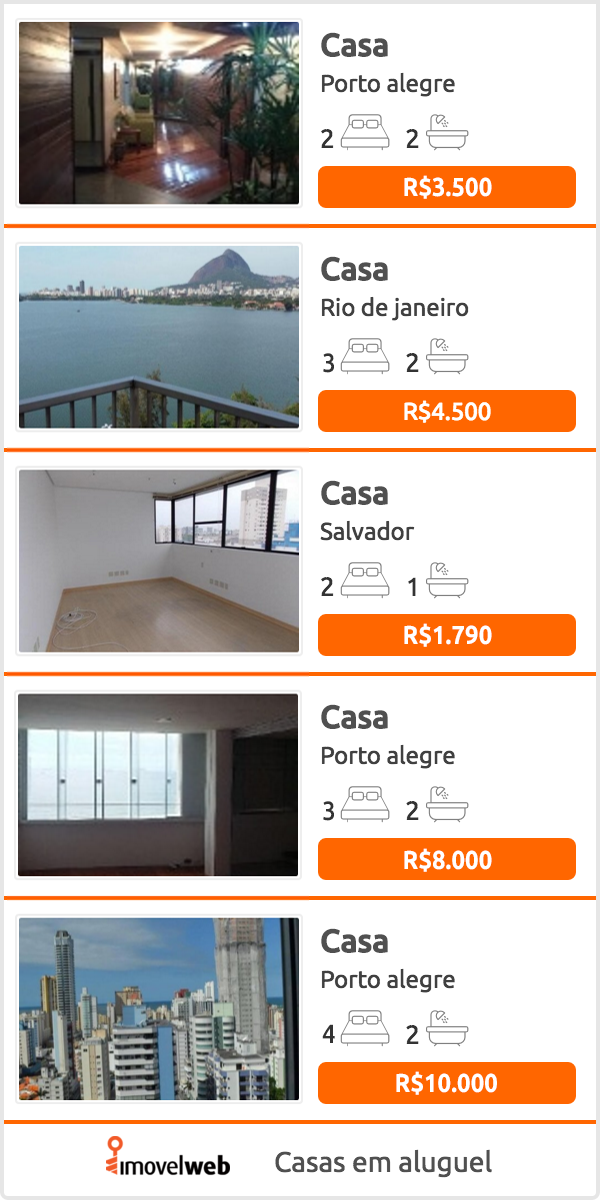 Casa
Porto alegre
2 2
R$3.500
Casa
Rio de janeiro
3 2
R$4.500
Casa
Salvador
2 1
R$1.790
Casa
Porto alegre
3 2
R$8.000
Casa
Porto alegre
4 2
R$10.000
imovelweb Casas em aluguel